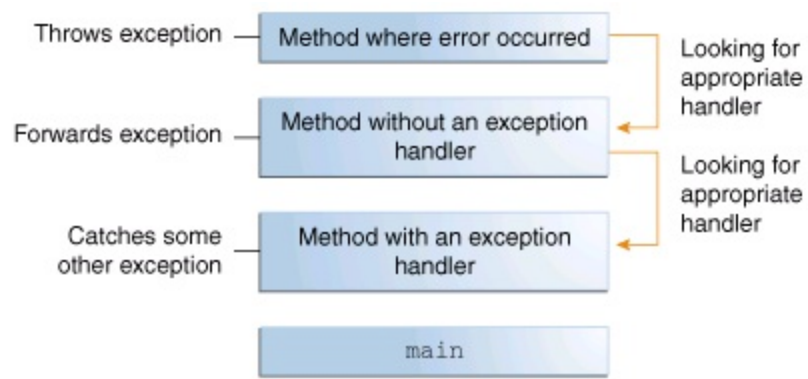 Throws exception
Method where error occurred
Looking for
appropriate
handler
Forwards exception
Method without an exception
handler
Looking for
appropriate
handler
Catches some
other exception
Method with an exception
handler
main